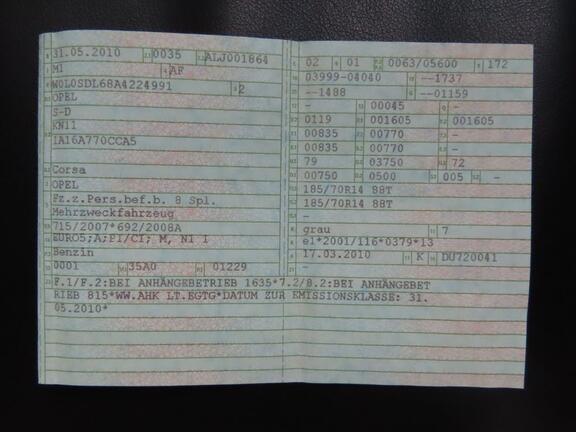 31.05.2010 0035 ALJ001864
M1 AF
W0L0SDL68A4224991 2
OPEL
S-D
KN11
1A16A770CCA5
Corsa
OPEL
Fz.z.Pers.bef.b. 8 Spl.
Mehrzweckfahrzeug
715/2007*692/2008A
EURO5;A;PI/CI; M, N1 I
Benzin
0001 35A0 01229
02 01 0063/05600 172
03999-04040 --1737
--1488 --01159
- 00045 -
0119 001605 001605
00835 00770 -
00835 00770 -
79 03750 72
00750 0500 005 -
185/70R14 88T
185/70R14 88T
-
grau 7
e1*2001/116*0379*13
17.03.2010 K DU720041
-
F.1/F.2:BEI ANHÄNGEBETRIEB 1635*7.2/8.2:BEI ANHÄNGEBET
RIEB 815*WW.AHK LT.EGTG*DATUM ZUR EMISSIONSKLASSE: 31.
05.2010*